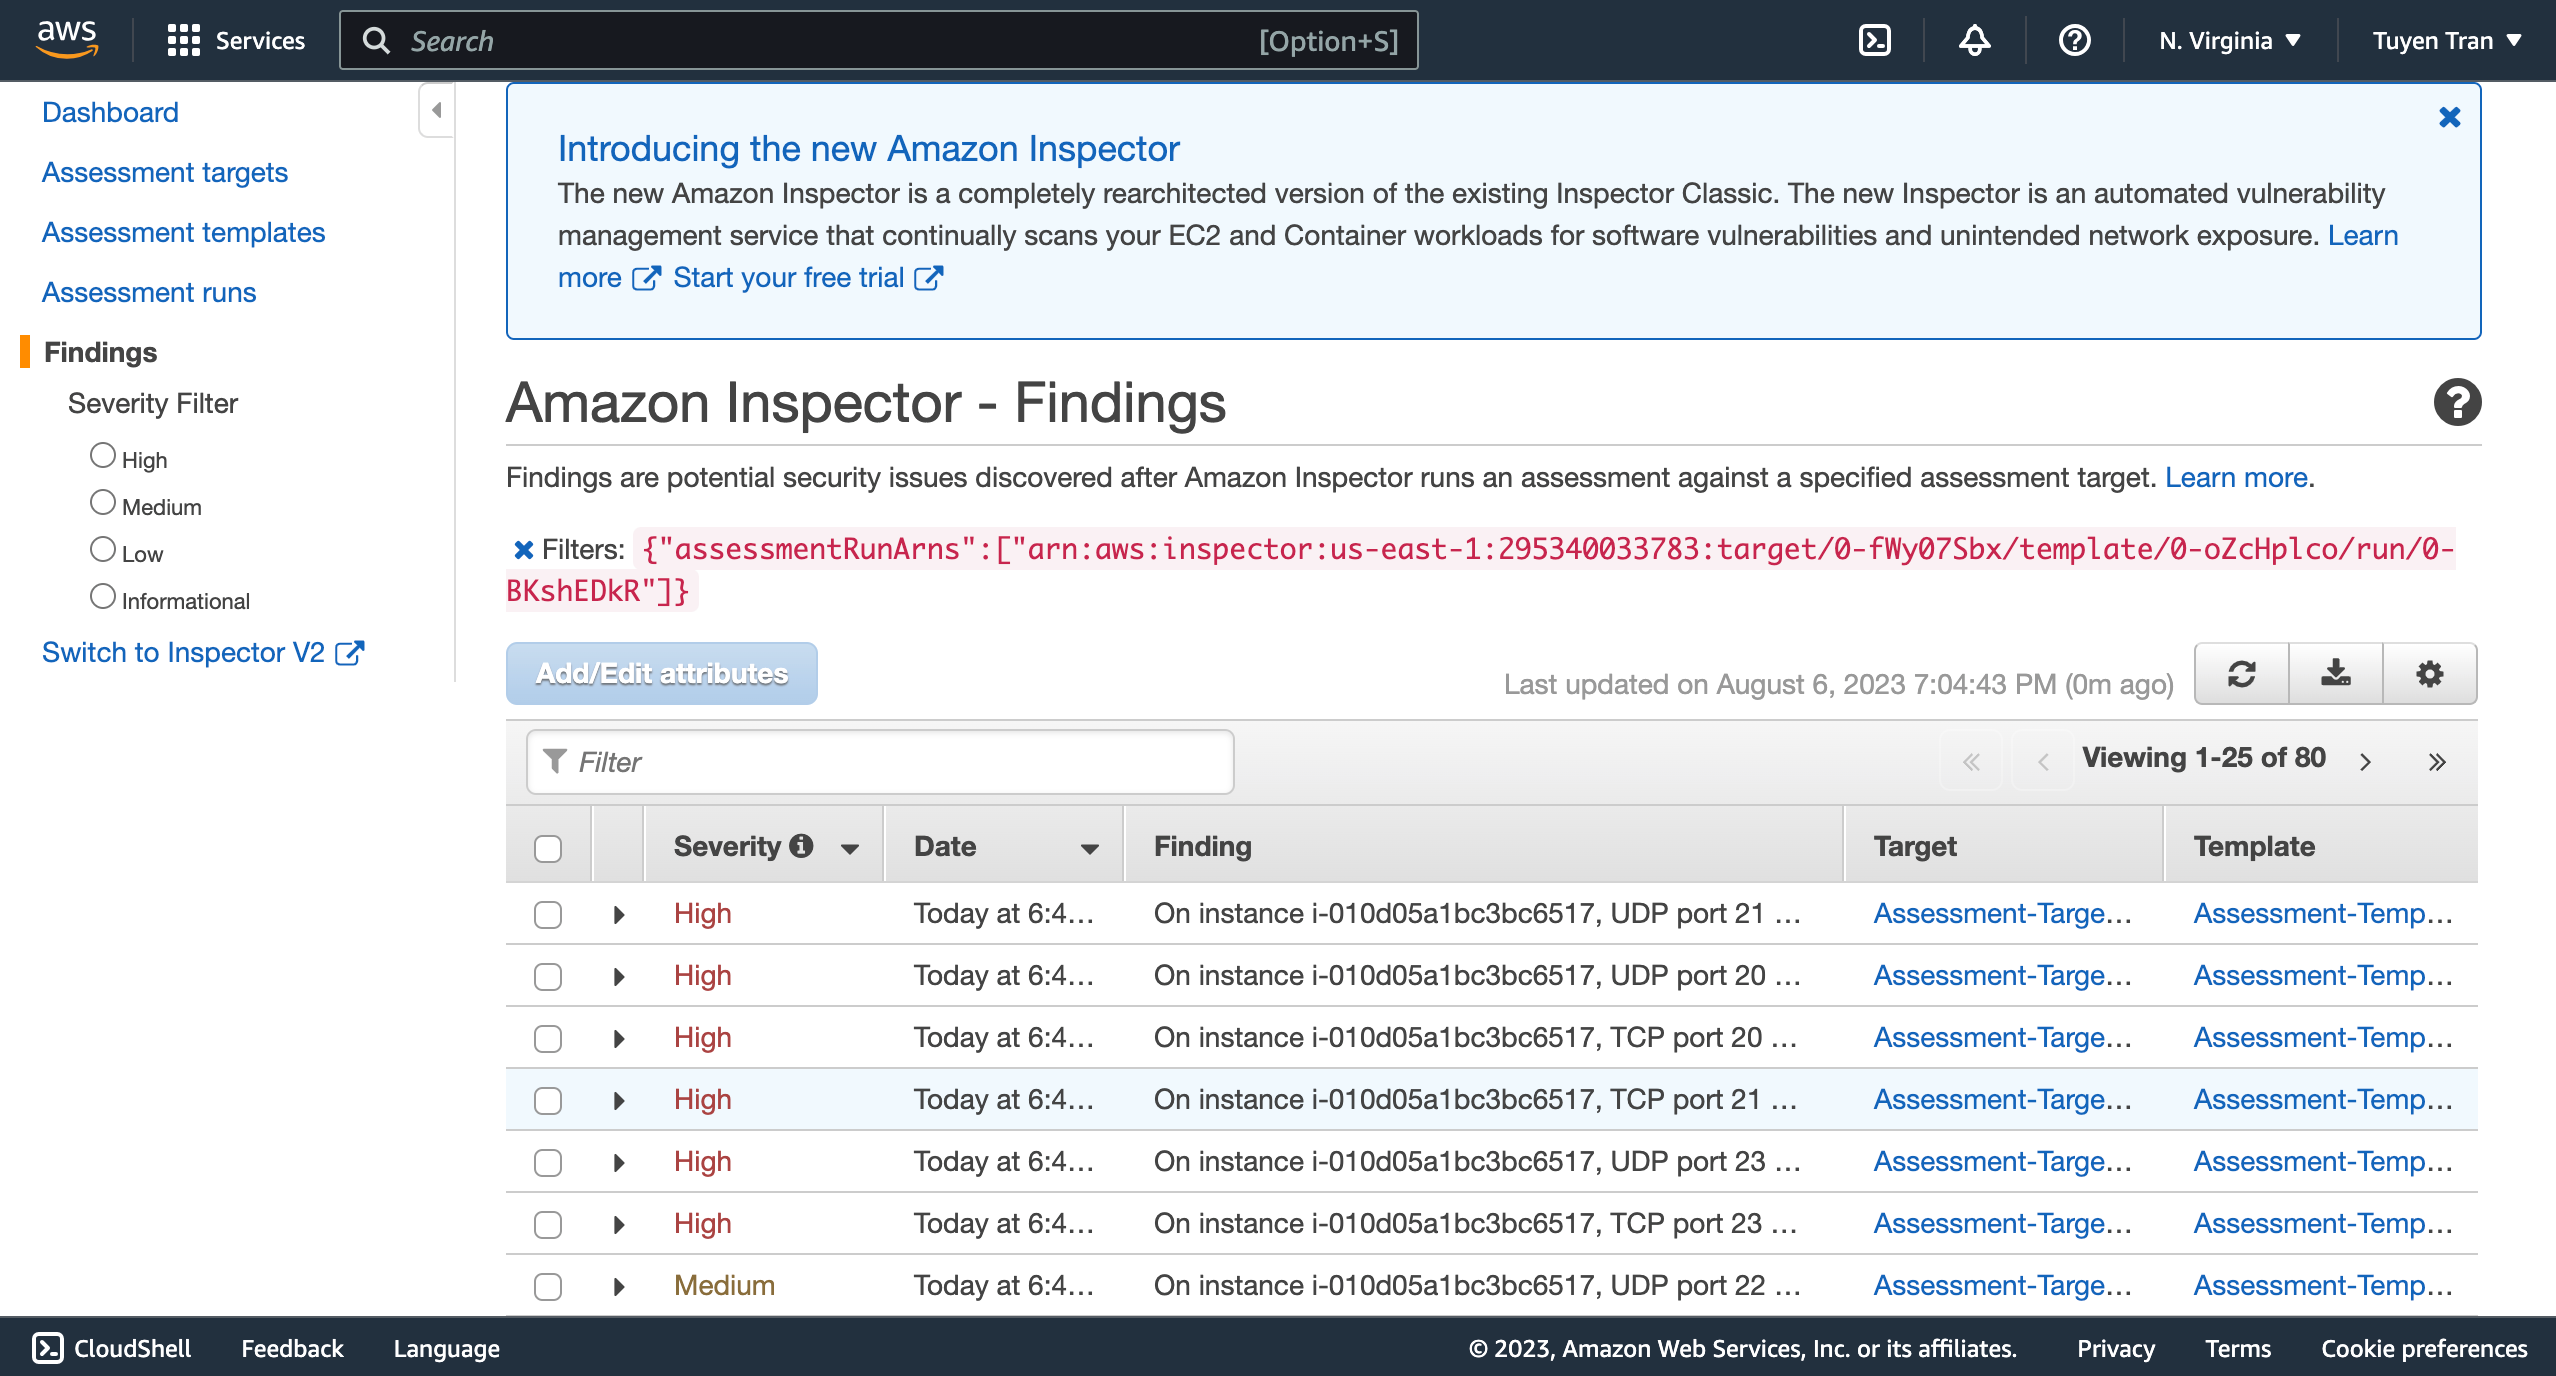 aws
Services
Search [Option+S]
N. Virginia
Tuyen Tran
Dashboard
Assessment targets
Assessment templates
Assessment runs
Findings
Severity Filter
High
Medium
Low
Informational
Switch to Inspector V2
Introducing the new Amazon Inspector
The new Amazon Inspector is a completely rearchitected version of the existing Inspector Classic. The new Inspector is an automated vulnerability
management service that continually scans your EC2 and Container workloads for software vulnerabilities and unintended network exposure. Learn
more Start your free trial
Amazon Inspector - Findings
Findings are potential security issues discovered after Amazon Inspector runs an assessment against a specified assessment target. Learn more.
Filters: {"assessmentRunArns":["arn:aws:inspector:us-east-1:295340033783:target/0-fWy07Sbx/template/0-oZcHplco/run/0-
BKshEDkR"]}
Add/Edit attributes
Last updated on August 6, 2023 7:04:43 PM (0m ago)
Filter
« ‹ Viewing 1-25 of 80 › »
Severity Date Finding Target Template
High Today at 6:4... On instance i-010d05a1bc3bc6517, UDP port 21 ... Assessment-Targe... Assessment-Temp...
High Today at 6:4... On instance i-010d05a1bc3bc6517, UDP port 20 ... Assessment-Targe... Assessment-Temp...
High Today at 6:4... On instance i-010d05a1bc3bc6517, TCP port 20 ... Assessment-Targe... Assessment-Temp...
High Today at 6:4... On instance i-010d05a1bc3bc6517, TCP port 21 ... Assessment-Targe... Assessment-Temp...
High Today at 6:4... On instance i-010d05a1bc3bc6517, UDP port 23 ... Assessment-Targe... Assessment-Temp...
High Today at 6:4... On instance i-010d05a1bc3bc6517, TCP port 23 ... Assessment-Targe... Assessment-Temp...
Medium Today at 6:4... On instance i-010d05a1bc3bc6517, UDP port 22 ... Assessment-Targe... Assessment-Temp...
CloudShell Feedback Language © 2023, Amazon Web Services, Inc. or its affiliates. Privacy Terms Cookie preferences